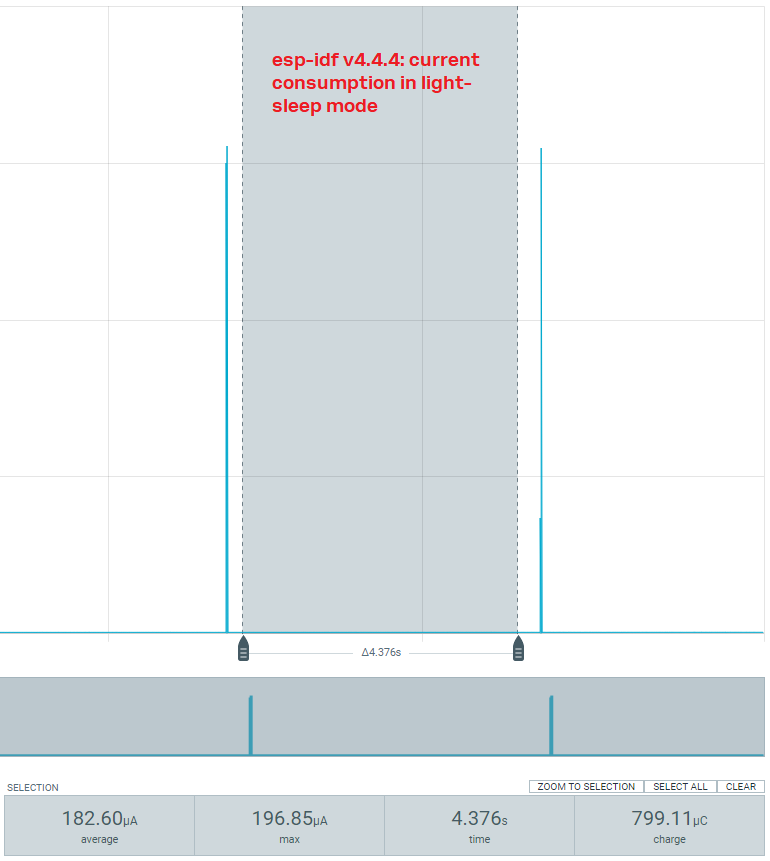 esp-idf v4.4.4: current
consumption in light-
sleep mode
Δ4.376s
SELECTION
ZOOM TO SELECTION SELECT ALL CLEAR
182.60μA 196.85μA 4.376s 799.11μC
average max time charge